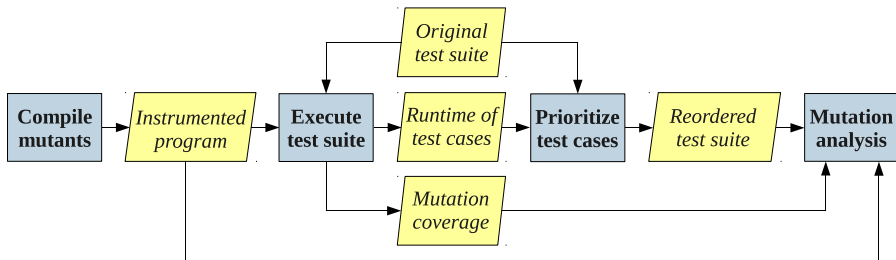 Original
test suite
Compile
mutants
Instrumented
program
Execute
test suite
Runtime of
test cases
Prioritize
test cases
Reordered
test suite
Mutation
analysis
Mutation
coverage